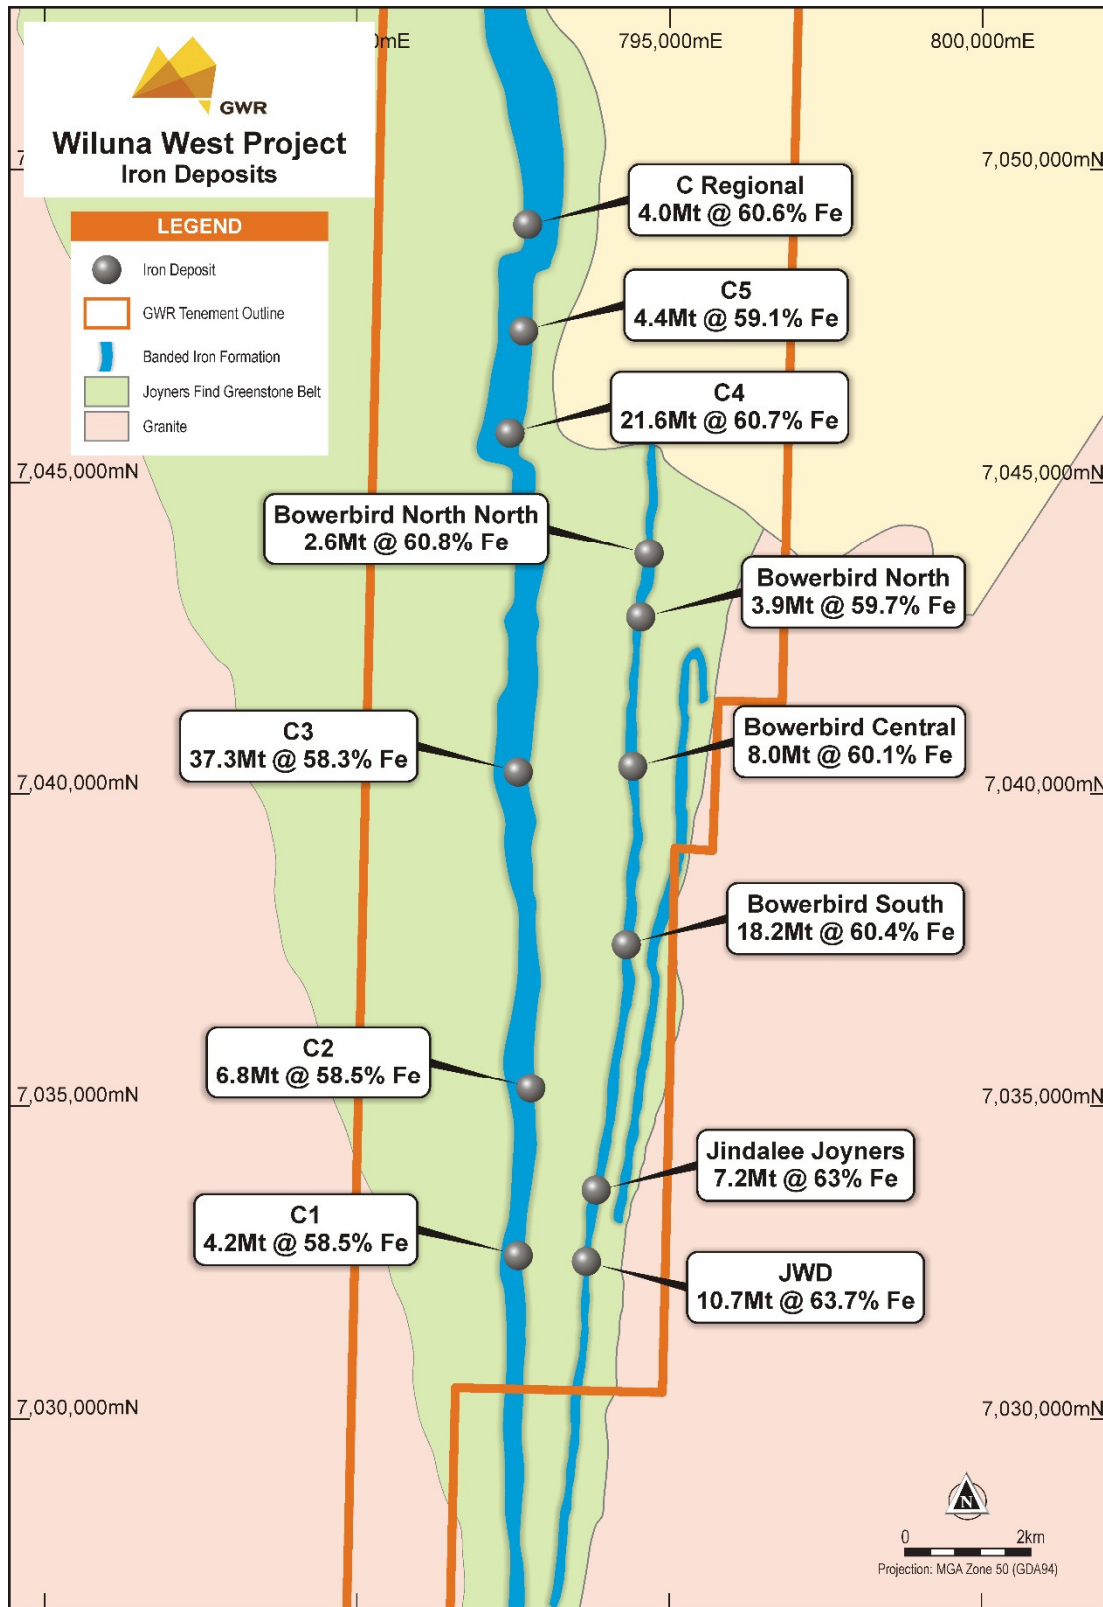 mE
795,000mE
800,000mE
GWR
Wiluna West Project
Iron Deposits
7,050,000mN
LEGEND
Iron Deposit
GWR Tenement Outline
Banded Iron Formation
Joyners Find Greenstone Belt
Granite
C Regional
4.0Mt @ 60.6% Fe
C5
4.4Mt @ 59.1% Fe
C4
21.6Mt @ 60.7% Fe
7,045,000mN
7,045,000mN
Bowerbird North North
2.6Mt @ 60.8% Fe
Bowerbird North
3.9Mt @ 59.7% Fe
C3
37.3Mt @ 58.3% Fe
Bowerbird Central
8.0Mt @ 60.1% Fe
7,040,000mN
7,040,000mN
Bowerbird South
18.2Mt @ 60.4% Fe
C2
6.8Mt @ 58.5% Fe
7,035,000mN
7,035,000mN
Jindalee Joyners
7.2Mt @ 63% Fe
C1
4.2Mt @ 58.5% Fe
JWD
10.7Mt @ 63.7% Fe
7,030,000mN
7,030,000mN
N
0 2km
Projection: MGA Zone 50 (GDA94)